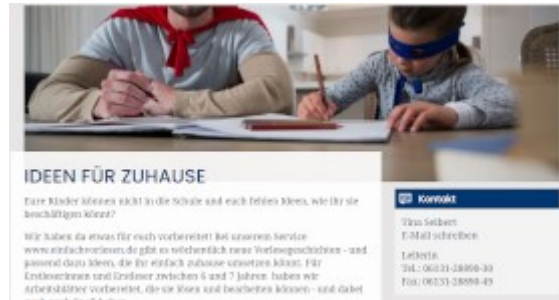 IDEEN FÜR ZUHAUSE
Eure Kinder können nicht in die Schule und euch fehlen Ideen, wie ihr sie
beschäftigen könnt?
Wir haben da etwas für euch vorbereitet! Bei unserem Service
www.einfachvorlesen.de gibt es wöchentlich neue Vorlesegeschichten - und
passend dazu Ideen, die ihr einfach zuhause umsetzen könnt. Für
Erstleserinnen und Erstleser zwischen 6 und 7 Jahren haben wir
Arbeitsblätter vorbereitet, die sie lösen und bearbeiten können - und dabei
Kontakt
Tina Seibert
E-Mail schreiben
Leiterin
Tel.: 06131-28890-30
Fax: 06131-28890-49